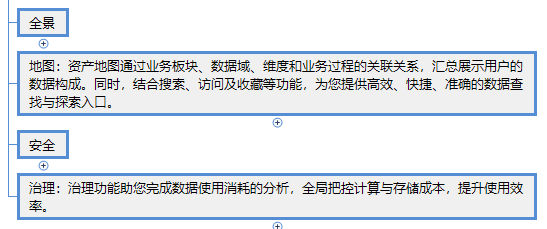 全景
地图：资产地图通过业务板块、数据域、维度和业务过程的关联关系，汇总展示用户的
数据构成。同时，结合搜索、访问及收藏等功能，为您提供高效、快捷、准确的数据查
找与探索入口。
安全
治理：治理功能助您完成数据使用消耗的分析，全局把控计算与存储成本，提升使用效
率。